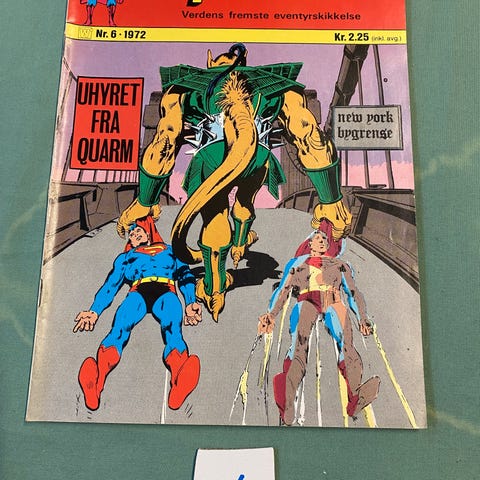 Verdens fremste eventyrskikkelse
W Nr. 6 · 1972
Kr. 2.25 (inkl. avg.)
UHYRET
FRA
QUARM
new york
bygrense